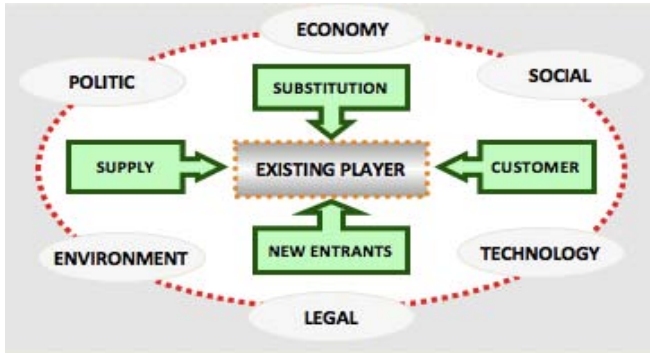 ECONOMY
POLITIC
SOCIAL
SUBSTITUTION
SUPPLY
EXISTING PLAYER
CUSTOMER
NEW ENTRANTS
ENVIRONMENT
TECHNOLOGY
LEGAL